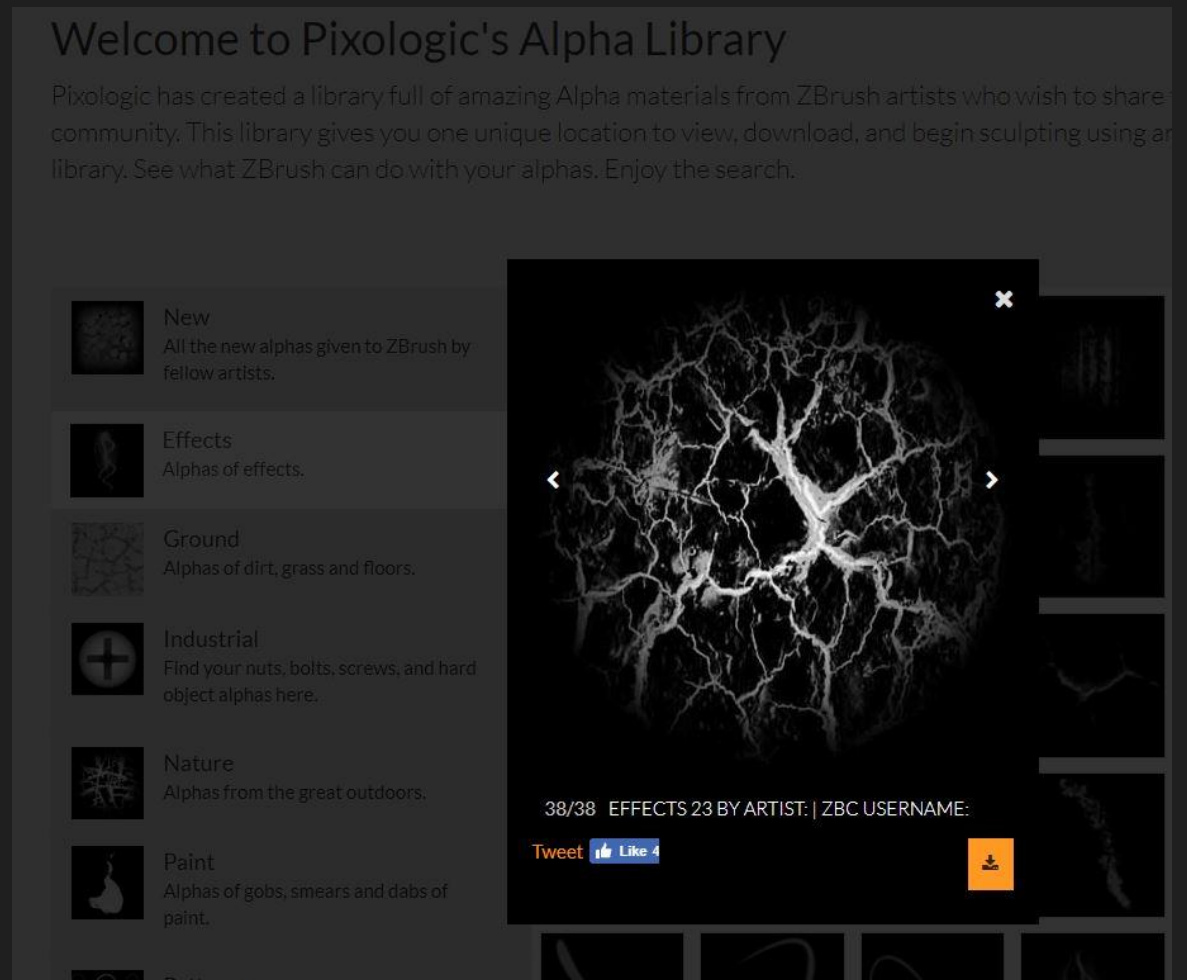 Welcome to Pixologic's Alpha Library
Pixologic has created a library full of amazing Alpha materials from ZBrush artists who wish to share
community. This library gives you one unique location to view, download, and begin sculpting using
library. See what ZBrush can do with your alphas. Enjoy the search.
New
All the new alphas given to ZBrush by
fellow artists.
Effects
Alphas of effects.
Ground
Alphas of dirt, grass and floors.
Industrial
Find your nuts, bolts, screws, and hard
object alphas here.
Nature
Alphas from the great outdoors.
Paint
Alphas of gobs, smears and dabs of
paint.
38/38 EFFECTS 23 BY ARTIST: | ZBC USERNAME:
Tweet Like 4